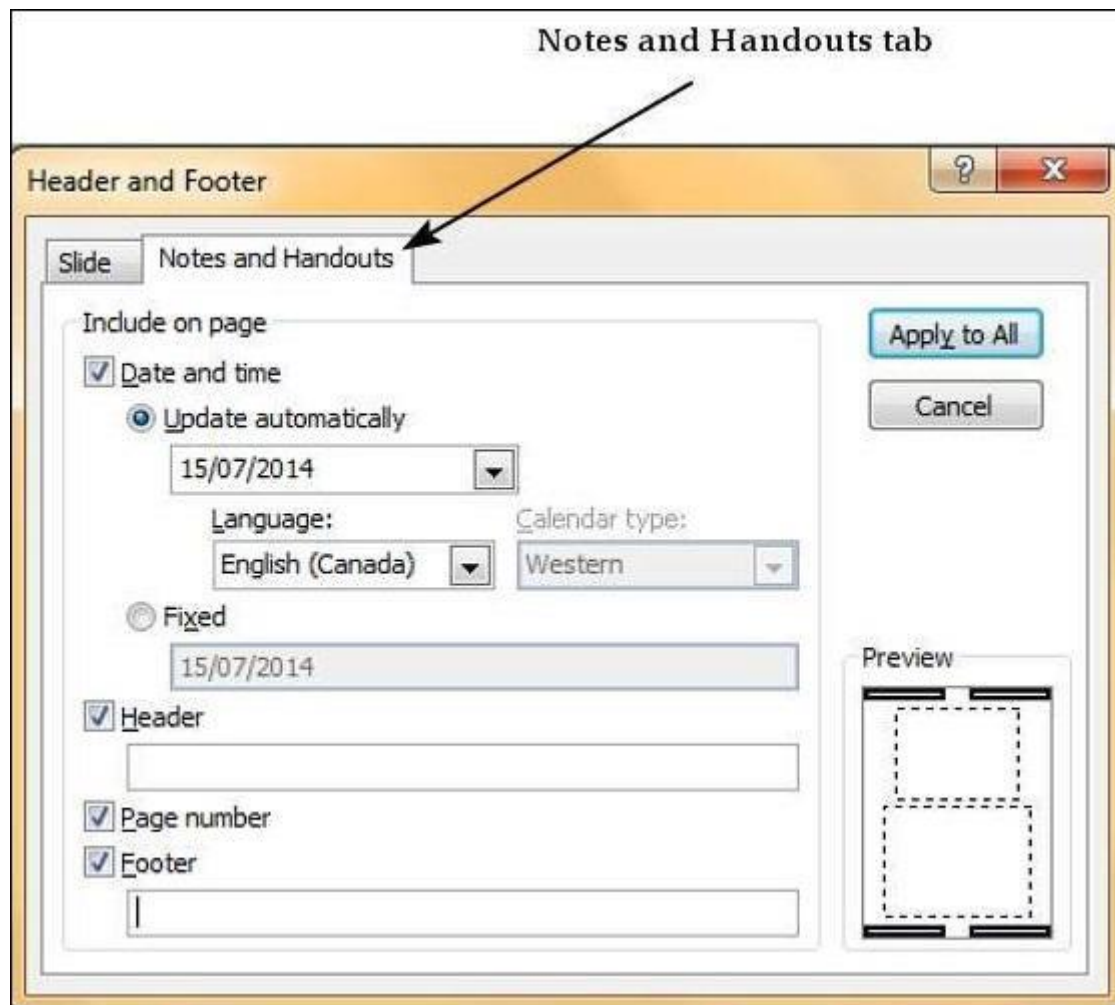 Notes and Handouts tab
Header and Footer
Slide Notes and Handouts
Include on page
Apply to All
Date and time
Cancel
Update automatically
15/07/2014
Language: Calendar type:
English (Canada) Western
Fixed
15/07/2014
Preview
Header
Page number
Footer